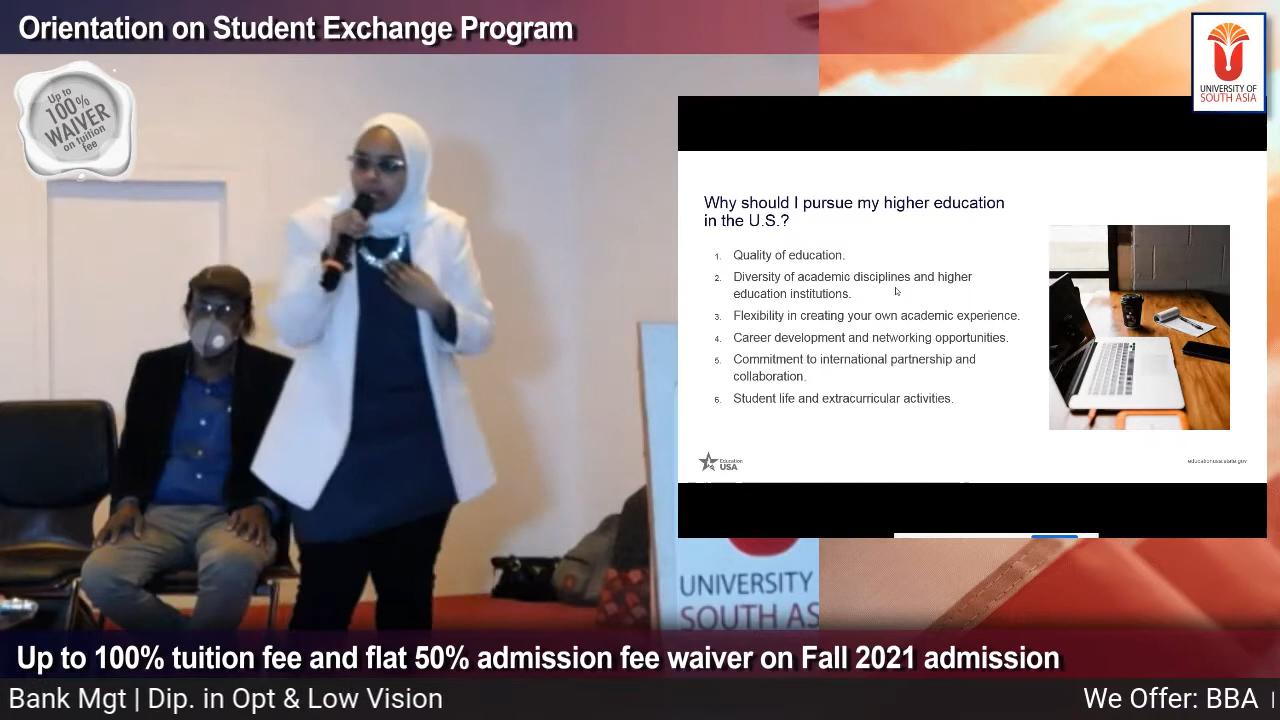 Orientation on Student Exchange Program
UNIVERSITY OF
SOUTH ASIA
Up to
100%
WAIVER
on tuition
fee
Why should I pursue my higher education
in the U.S.?
1. Quality of education.
2. Diversity of academic disciplines and higher
education institutions.
3. Flexibility in creating your own academic experience.
4. Career development and networking opportunities.
5. Commitment to international partnership and
collaboration.
6. Student life and extracurricular activities.
Education
USA
educationusa.state.gov
UNIVERSITY
SOUTH AS
Up to 100% tuition fee and flat 50% admission fee waiver on Fall 2021 admission
Bank Mgt | Dip. in Opt & Low Vision
We Offer: BBA |